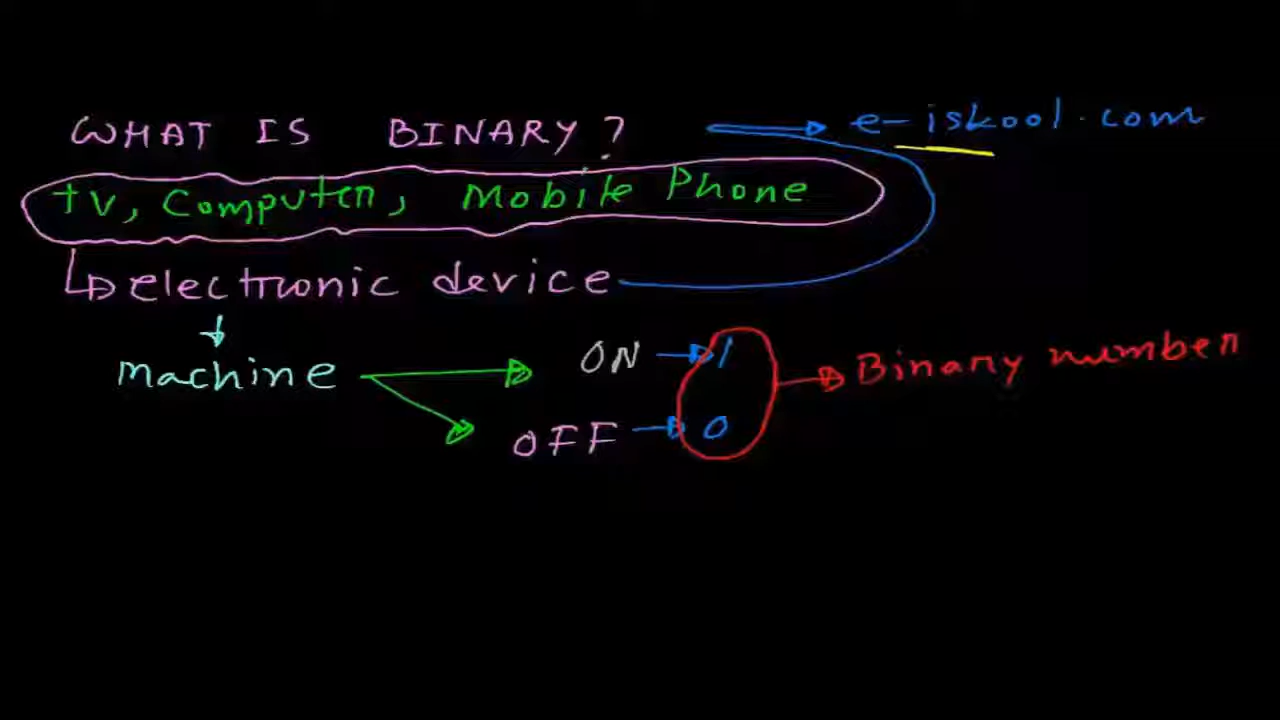 WHAT IS BINARY? e-iskool.com
tv, Computer, Mobile Phone
electronic device
machine ON 1 Binary number
OFF 0